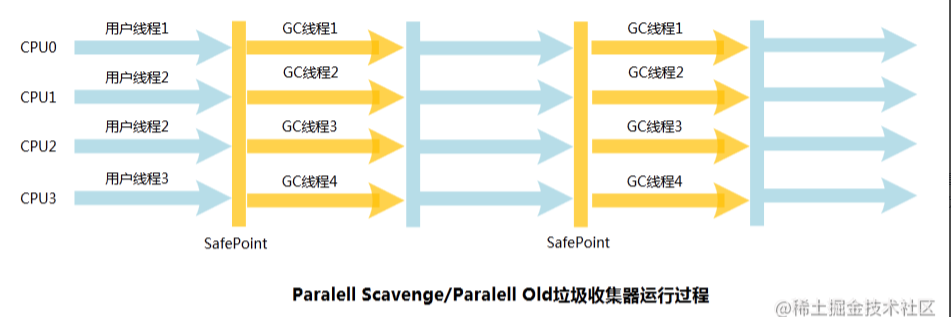 用户线程1 GC线程1 GC线程1
CPU0
用户线程2 GC线程2 GC线程2
CPU1
用户线程2 GC线程3 GC线程3
CPU2
用户线程3 GC线程4 GC线程4
CPU3
SafePoint SafePoint
Paralell Scavenge/Paralell Old垃圾收集器运行过程
@稀土掘金技术社区